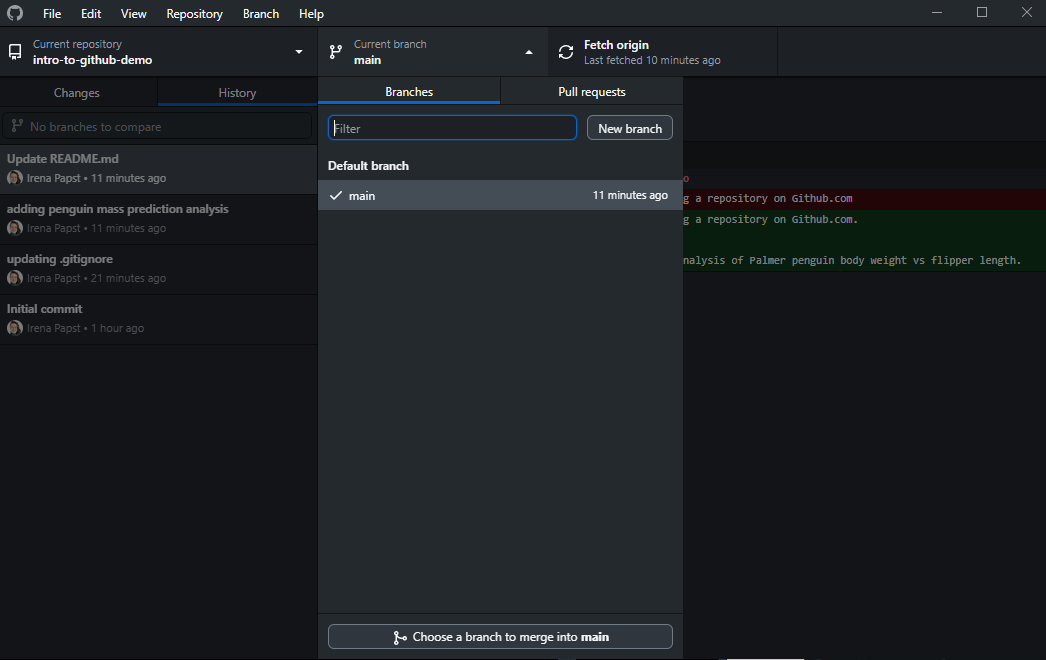 File Edit View Repository Branch Help
Current repository
intro-to-github-demo
Current branch
main
Fetch origin
Last fetched 10 minutes ago
Changes History
No branches to compare
Update README.md
Irena Papst • 11 minutes ago
adding penguin mass prediction analysis
Irena Papst • 11 minutes ago
updating .gitignore
Irena Papst • 21 minutes ago
Initial commit
Irena Papst • 1 hour ago
Branches Pull requests
Filter New branch
Default branch
main 11 minutes ago
Choose a branch to merge into main
o
g a repository on Github.com
g a repository on Github.com.
nalysis of Palmer penguin body weight vs flipper length.